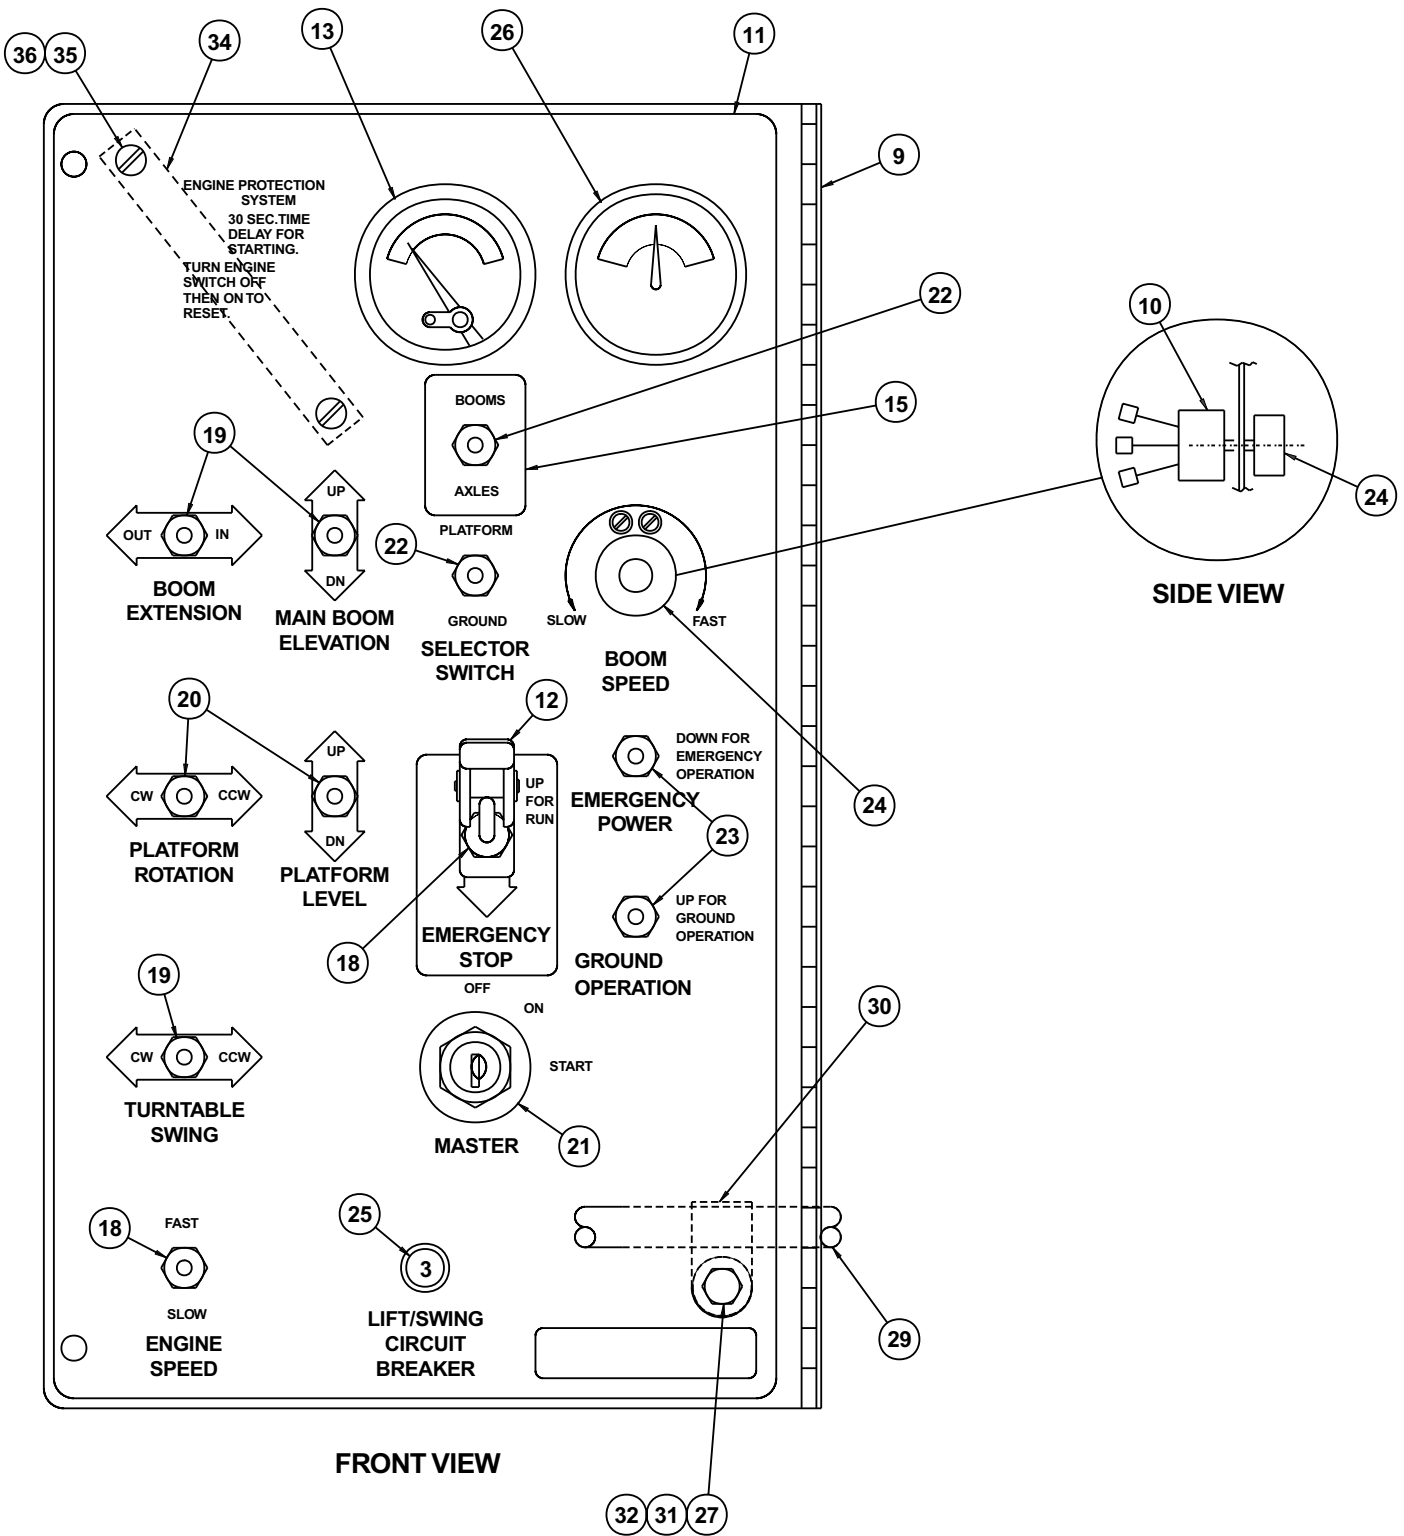 36 35 34 13 26 11
9
ENGINE PROTECTION
SYSTEM
30 SEC.TIME
DELAY FOR
STARTING.
TURN ENGINE
SWITCH OFF
THEN ON TO
RESET.
22
10
15
24
SIDE VIEW
BOOMS
AXLES
19
OUT IN
BOOM
EXTENSION
UP
DN
MAIN BOOM
ELEVATION
22
PLATFORM
GROUND
SELECTOR
SWITCH
SLOW FAST
BOOM
SPEED
20
CW CCW
PLATFORM
ROTATION
UP
DN
PLATFORM
LEVEL
12
UP
FOR
RUN
EMERGENCY
STOP
18
DOWN FOR
EMERGENCY
OPERATION
EMERGENCY
POWER
24
23
UP FOR
GROUND
OPERATION
GROUND
OPERATION
19
CW CCW
TURNTABLE
SWING
OFF
ON
START
MASTER
21
30
18
FAST
SLOW
ENGINE
SPEED
25
3
LIFT/SWING
CIRCUIT
BREAKER
29
FRONT VIEW
32 31 27